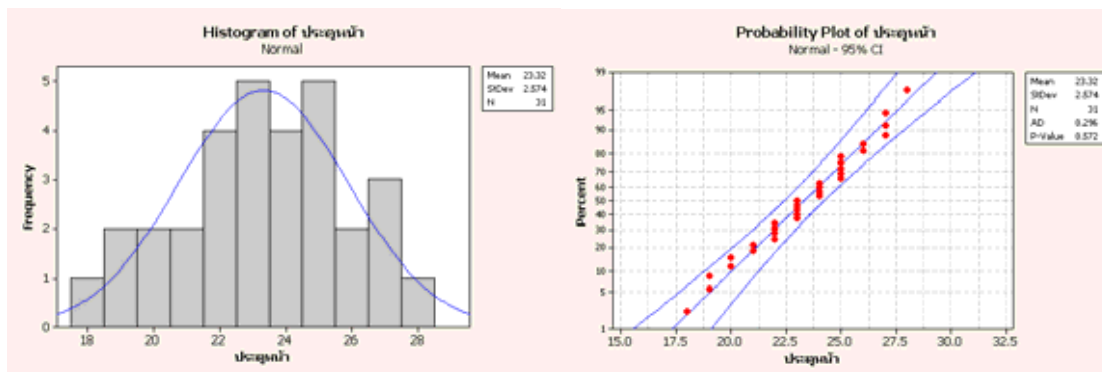 Histogram of ประตูหน้า
Normal
Mean 23.32
StDev 2.574
N 31
Frequency
5
4
3
2
1
0
18 20 22 24 26 28
ประตูหน้า
Probability Plot of ประตูหน้า
Normal - 95% CI
Mean 23.32
StDev 2.574
N 31
AD 0.296
P-Value 0.572
Percent
99
95
90
80
70
60
50
40
30
20
10
5
1
15.0 17.5 20.0 22.5 25.0 27.5 30.0 32.5
ประตูหน้า